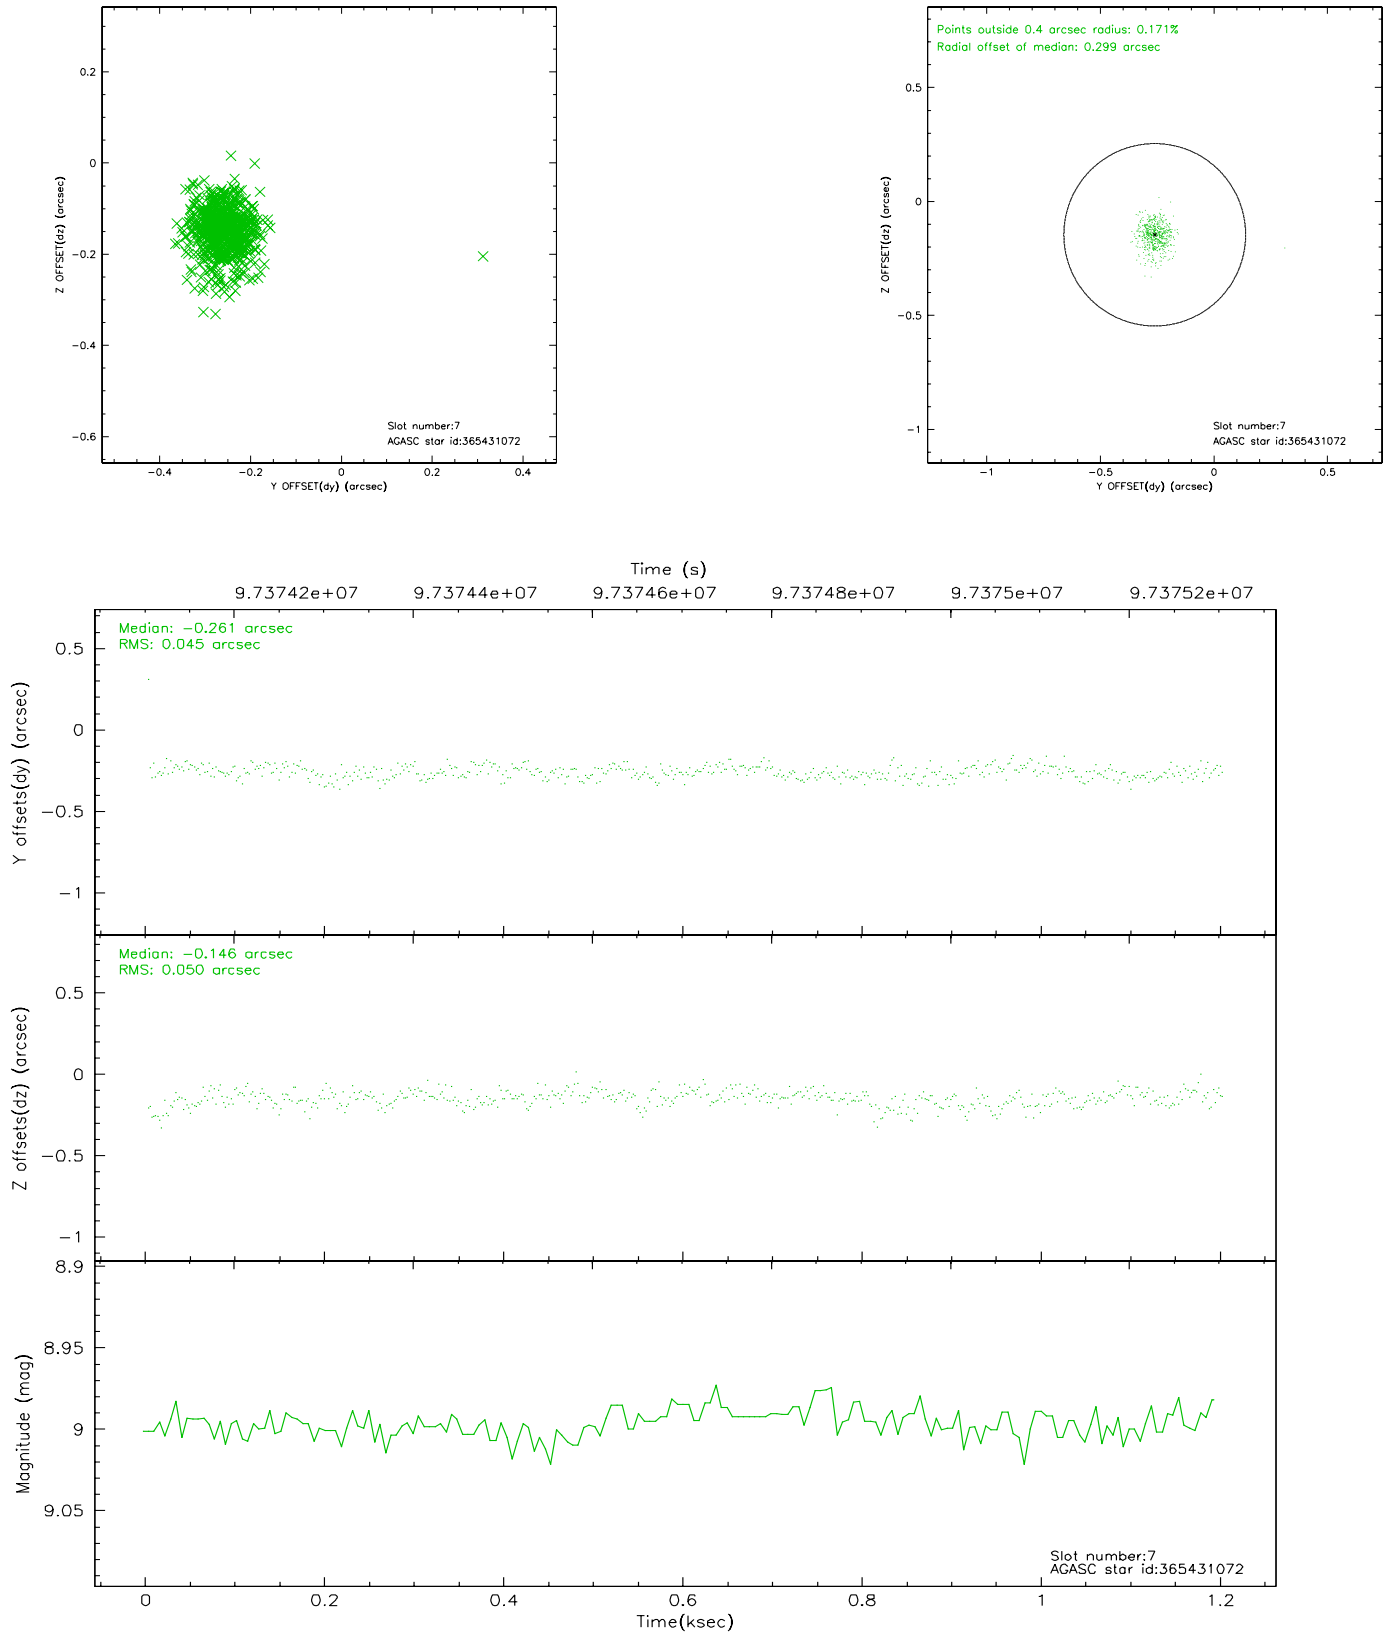 0.2
0
-0.2
-0.4
-0.6
Z OFFSET(dz) (arcsec)
Slot number:7
AGASC star id:365431072
-0.4 -0.2 0 0.2 0.4
Y OFFSET(dy) (arcsec)
Points outside 0.4 arcsec radius: 0.171%
Radial offset of median: 0.299 arcsec
0.5
0
-0.5
-1
Z OFFSET(dz) (arcsec)
Slot number:7
AGASC star id:365431072
-1 -0.5 0 0.5
Y OFFSET(dy) (arcsec)
Time (s)
9.73742e+07 9.73744e+07 9.73746e+07 9.73748e+07 9.7375e+07 9.73752e+07
Median: -0.261 arcsec
RMS: 0.045 arcsec
0.5
0
-0.5
-1
Y offsets(dy) (arcsec)
Median: -0.146 arcsec
RMS: 0.050 arcsec
0.5
0
-0.5
-1
Z offsets(dz) (arcsec)
8.9
8.95
9
9.05
Magnitude (mag)
Slot number:7
AGASC star id:365431072
0 0.2 0.4 0.6 0.8 1 1.2
Time(ksec)